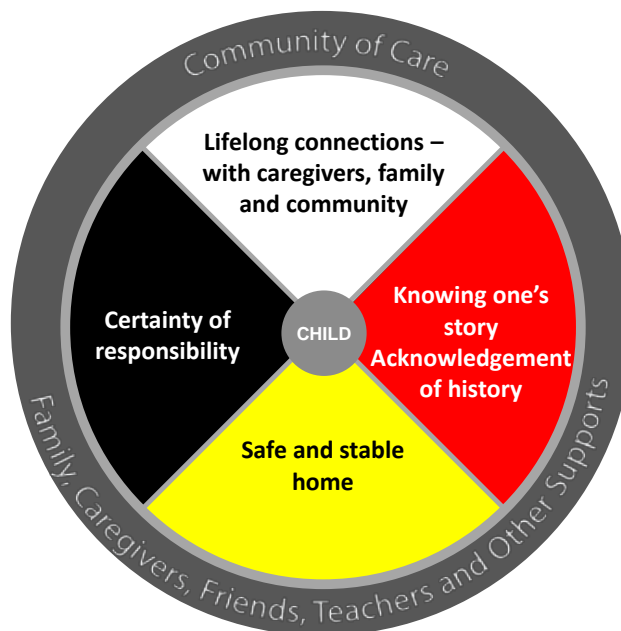 Community of Care
Lifelong connections –
with caregivers, family
and community
Certainty of
responsibility
CHILD
Knowing one's
story
Acknowledgement
of history
Safe and stable
home
Family, Caregivers, Friends, Teachers and Other Supports